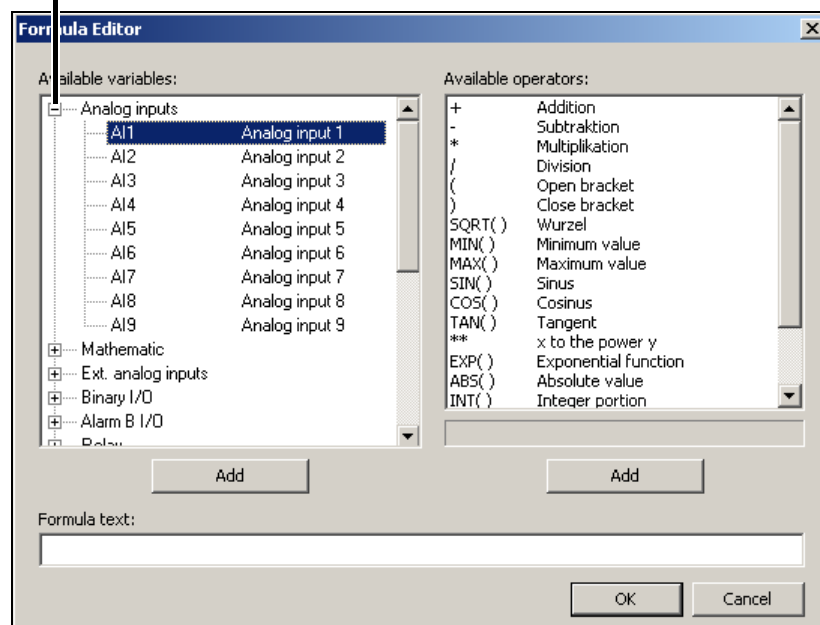 Formula Editor
Available variables:
Analog inputs
AI1 Analog input 1
AI2 Analog input 2
AI3 Analog input 3
AI4 Analog input 4
AI5 Analog input 5
AI6 Analog input 6
AI7 Analog input 7
AI8 Analog input 8
AI9 Analog input 9
Mathematic
Ext. analog inputs
Binary I/O
Alarm B I/O
Relay
Add
Available operators:
+ Addition
- Subtraktion
* Multiplikation
/ Division
( Open bracket
) Close bracket
SQRT( ) Wurzel
MIN( ) Minimum value
MAX( ) Maximum value
SIN( ) Sinus
COS( ) Cosinus
TAN( ) Tangent
** x to the power y
EXP( ) Exponential function
ABS( ) Absolute value
INT( ) Integer portion
Add
Formula text:
OK Cancel